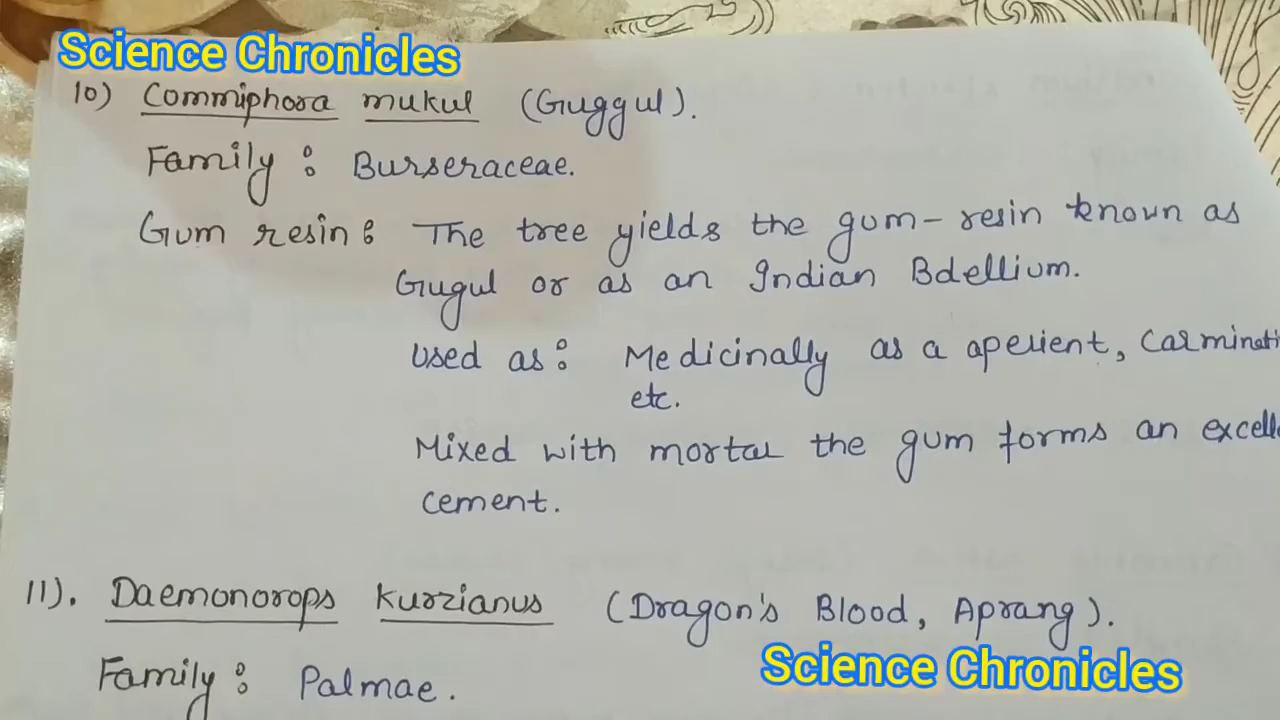 Science Chronicles
10) Commiphora mukul (Guggul).
Family : Burseraceae.
Gum resin : The tree yields the gum-resin known as
Gugul or as an Indian Bdellium.
Used as : Medicinally as a aperient, Carminati
etc.
Mixed with mortar the gum forms an excell
cement.
11). Daemonorops kurzianus (Dragon's Blood, Aprang).
Family : Palmae.
Science Chronicles